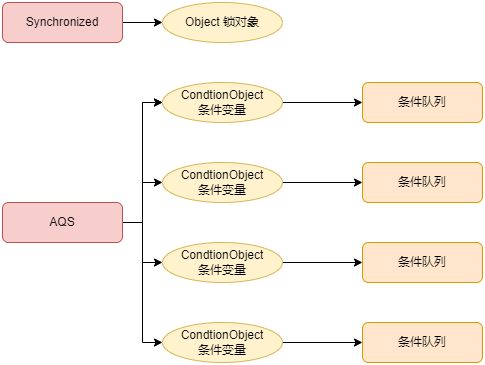 Synchronized
Object 锁对象
CondtionObject
条件变量
条件队列
CondtionObject
条件变量
条件队列
AQS
CondtionObject
条件变量
条件队列
CondtionObject
条件变量
条件队列